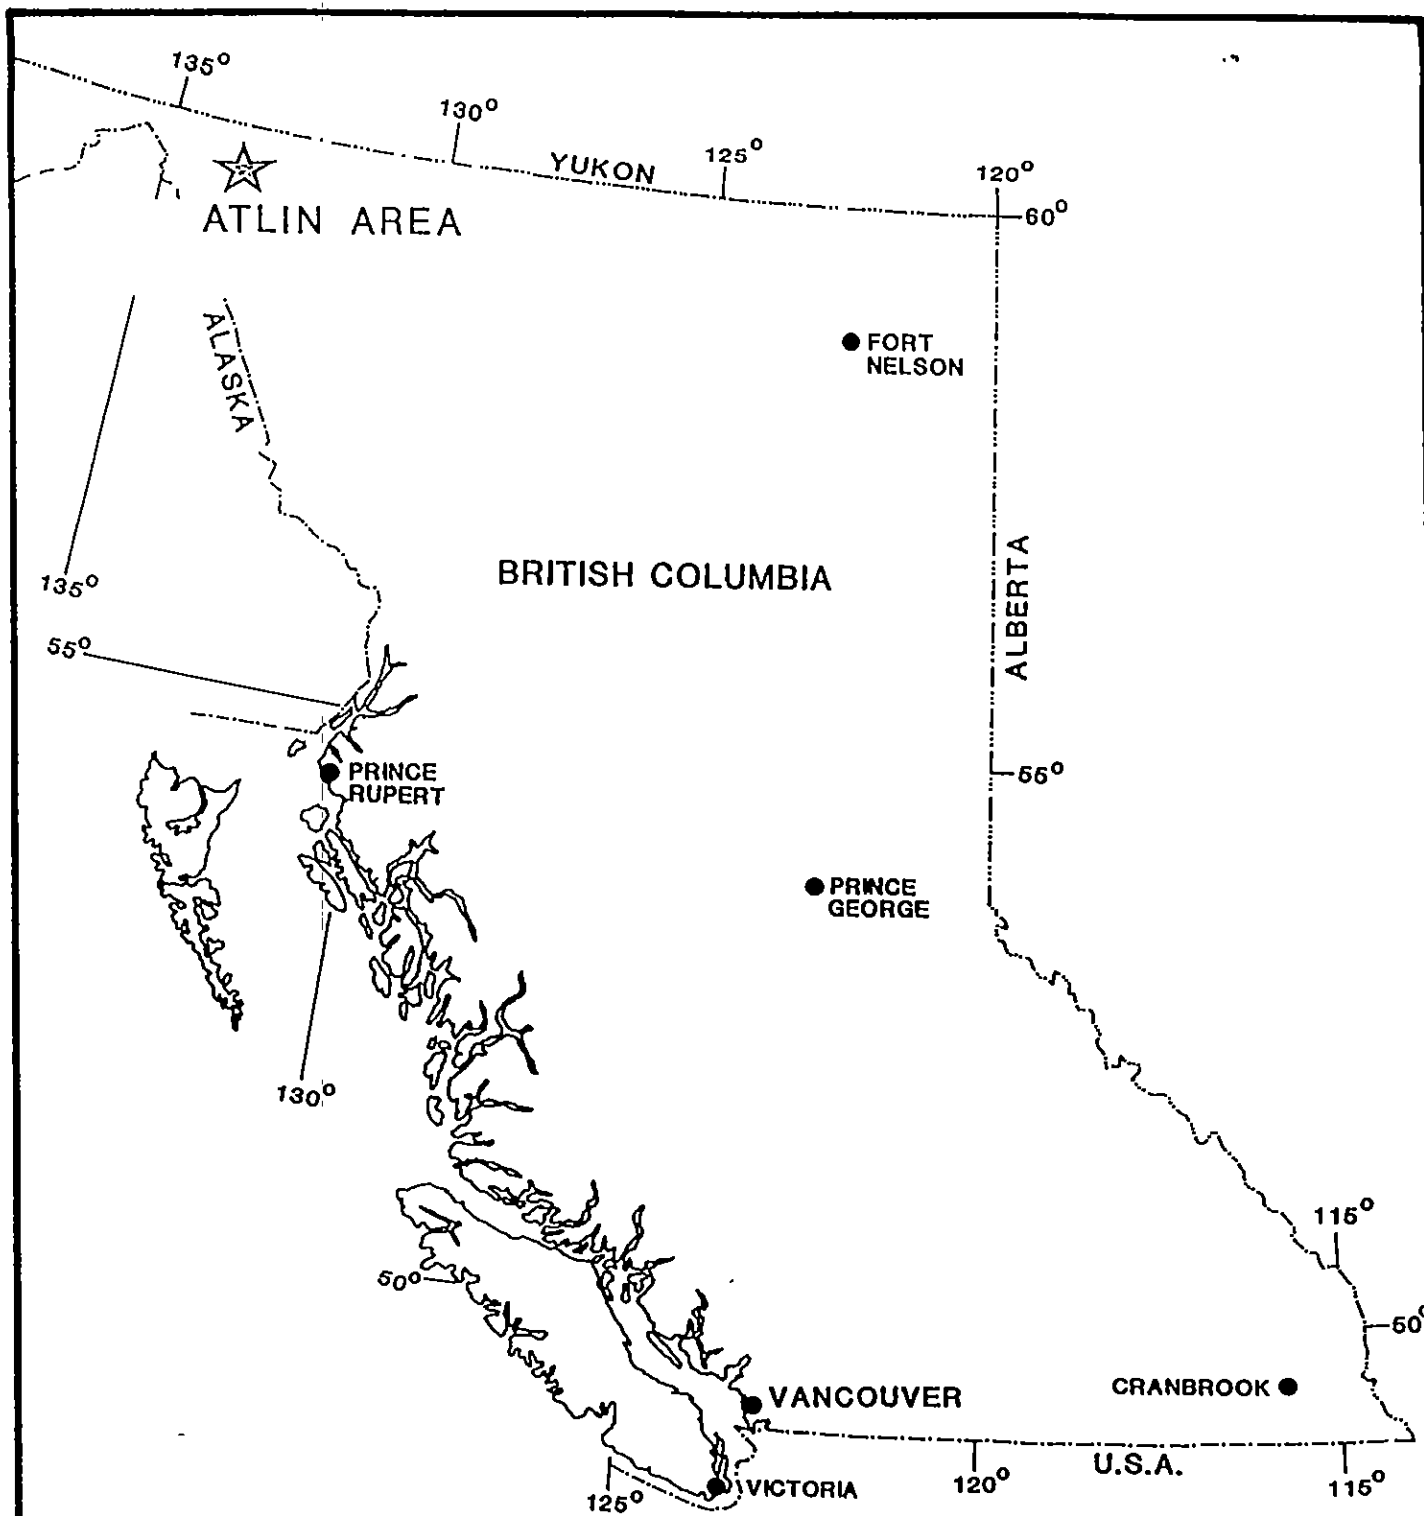 135°
130°
YUKON
125°
120°
60°
ATLIN AREA
ALASKA
FORT
NELSON
135°
BRITISH COLUMBIA
ALBERTA
55°
PRINCE
RUPERT
55°
PRINCE
GEORGE
130°
115°
50°
50°
CRANBROOK
VANCOUVER
U.S.A.
120°
115°
VICTORIA
125°